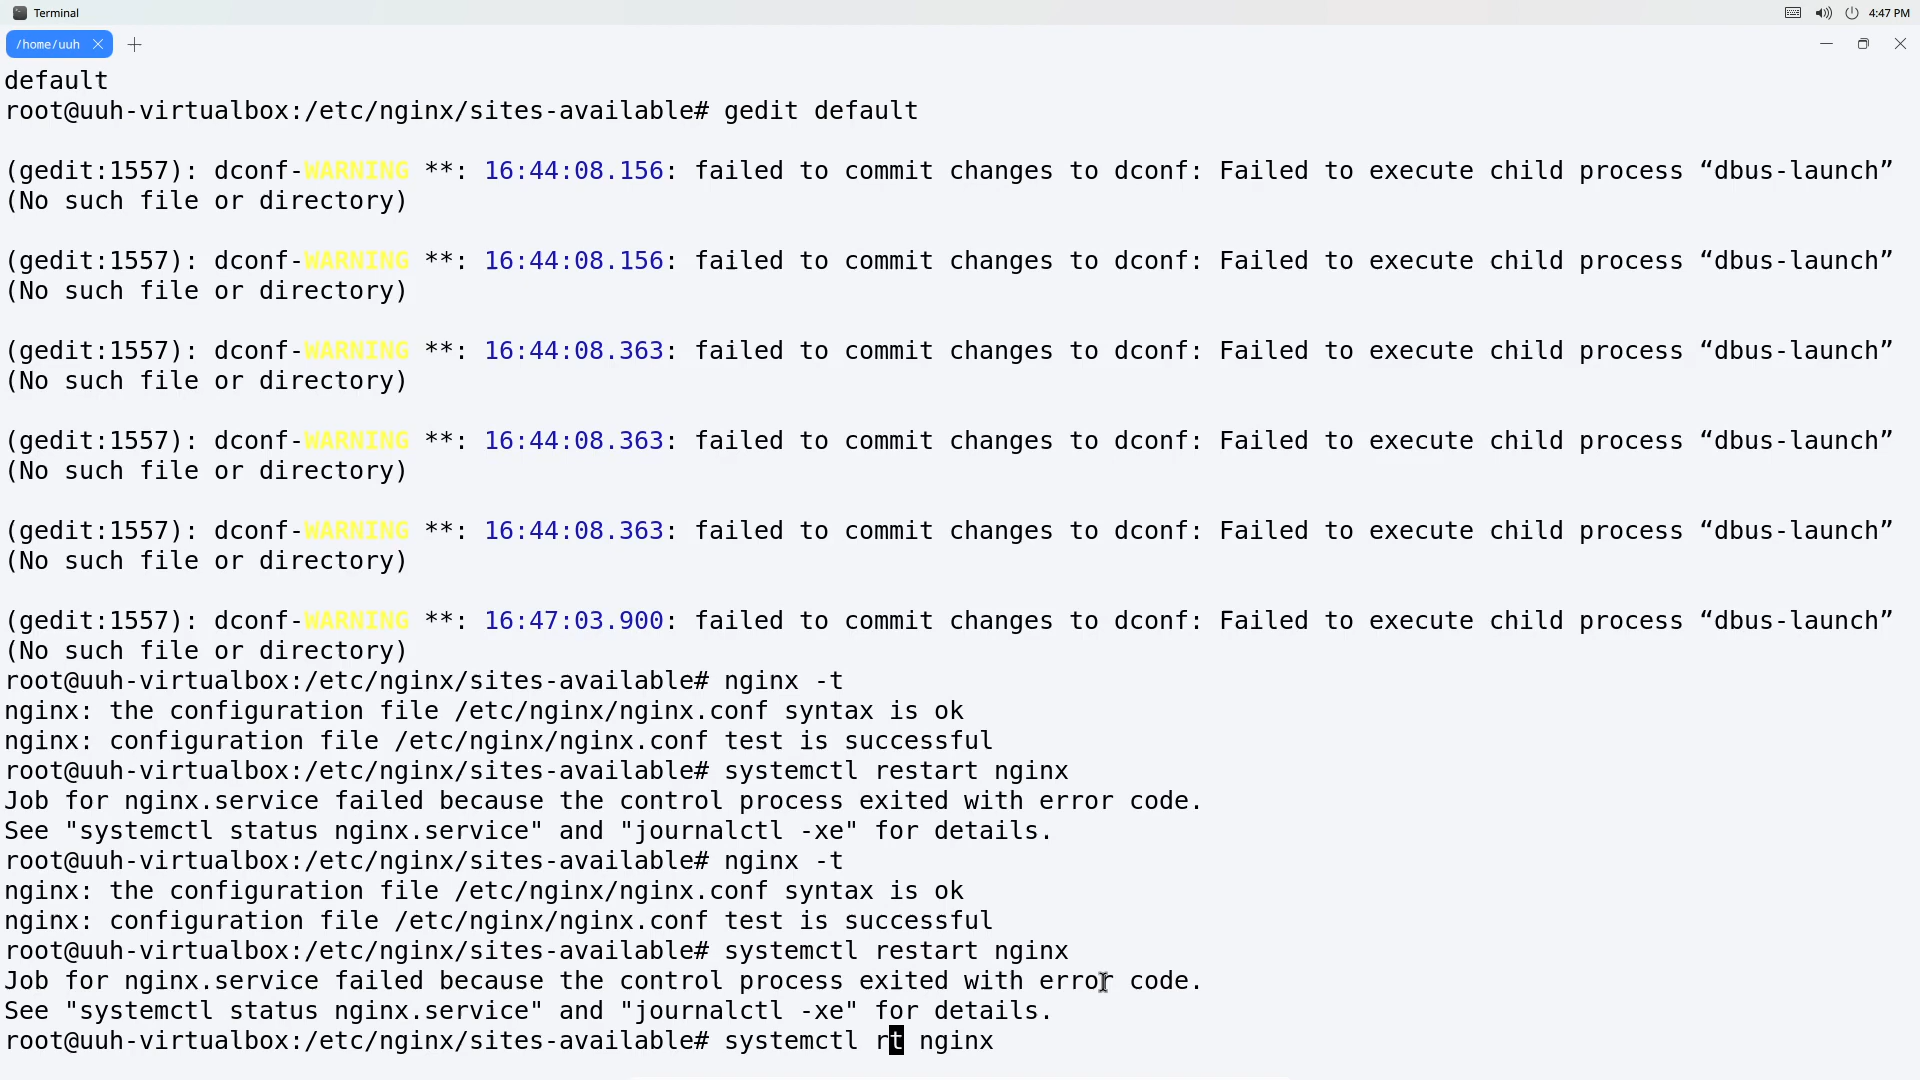 Terminal
4:47 PM
/home/uuh
default
root@uuh-virtualbox:/etc/nginx/sites-available# gedit default
(gedit:1557): dconf-WARNING **: 16:44:08.156: failed to commit changes to dconf: Failed to execute child process “dbus-launch”
(No such file or directory)
(gedit:1557): dconf-WARNING **: 16:44:08.156: failed to commit changes to dconf: Failed to execute child process “dbus-launch”
(No such file or directory)
(gedit:1557): dconf-WARNING **: 16:44:08.363: failed to commit changes to dconf: Failed to execute child process “dbus-launch”
(No such file or directory)
(gedit:1557): dconf-WARNING **: 16:44:08.363: failed to commit changes to dconf: Failed to execute child process “dbus-launch”
(No such file or directory)
(gedit:1557): dconf-WARNING **: 16:44:08.363: failed to commit changes to dconf: Failed to execute child process “dbus-launch”
(No such file or directory)
(gedit:1557): dconf-WARNING **: 16:47:03.900: failed to commit changes to dconf: Failed to execute child process “dbus-launch”
(No such file or directory)
root@uuh-virtualbox:/etc/nginx/sites-available# nginx -t
nginx: the configuration file /etc/nginx/nginx.conf syntax is ok
nginx: configuration file /etc/nginx/nginx.conf test is successful
root@uuh-virtualbox:/etc/nginx/sites-available# systemctl restart nginx
Job for nginx.service failed because the control process exited with error code.
See "systemctl status nginx.service" and "journalctl -xe" for details.
root@uuh-virtualbox:/etc/nginx/sites-available# nginx -t
nginx: the configuration file /etc/nginx/nginx.conf syntax is ok
nginx: configuration file /etc/nginx/nginx.conf test is successful
root@uuh-virtualbox:/etc/nginx/sites-available# systemctl restart nginx
Job for nginx.service failed because the control process exited with error code.
See "systemctl status nginx.service" and "journalctl -xe" for details.
root@uuh-virtualbox:/etc/nginx/sites-available# systemctl rt nginx